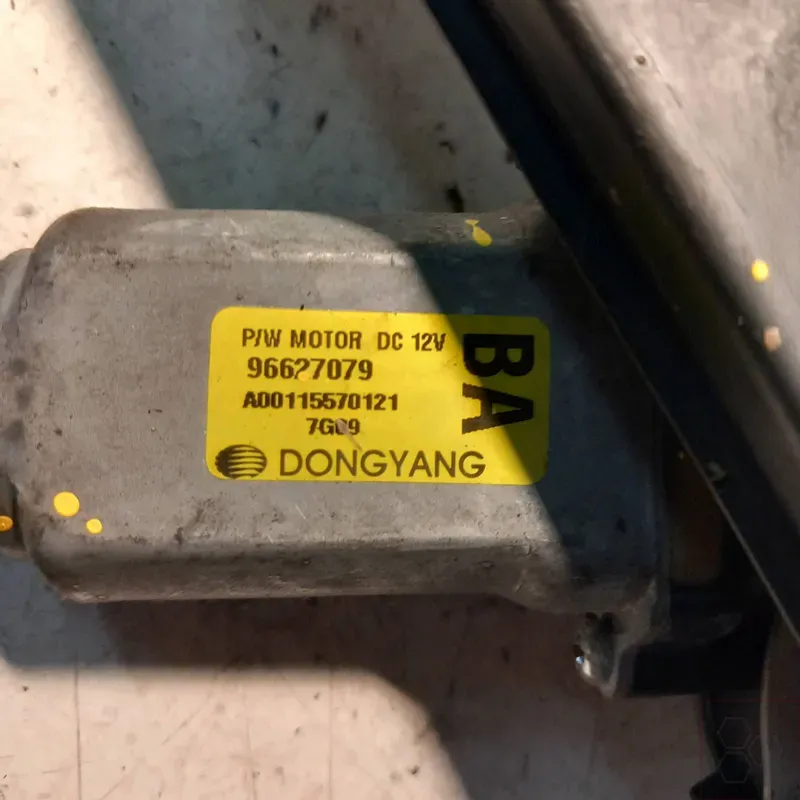 P/W MOTOR DC 12V
96627079
A00115570121
7G09
DONGYANG
BA